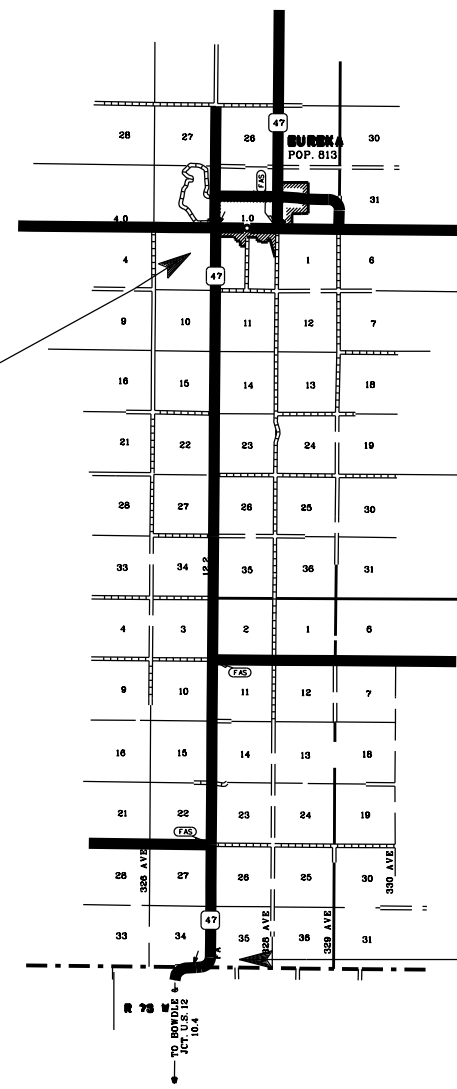 47
EUREKA
POP. 813
28 27 26 30
FAS
31
4.0 1.0
4 1 6
47
9 10 11 12 7
16 15 14 13 18
21 22 23 24 19
28 27 26 25 30
33 34 35 36 31
12.2
4 3 2 1 6
FAS
9 10 11 12 7
16 15 14 13 18
21 22 23 24 19
FAS
28 27 26 25 30
326 AVE
328 AVE
329 AVE
330 AVE
47
33 34 35 36 31
FA
R 73 W
TO BOWDLE &
JCT. U.S. 12
10.4